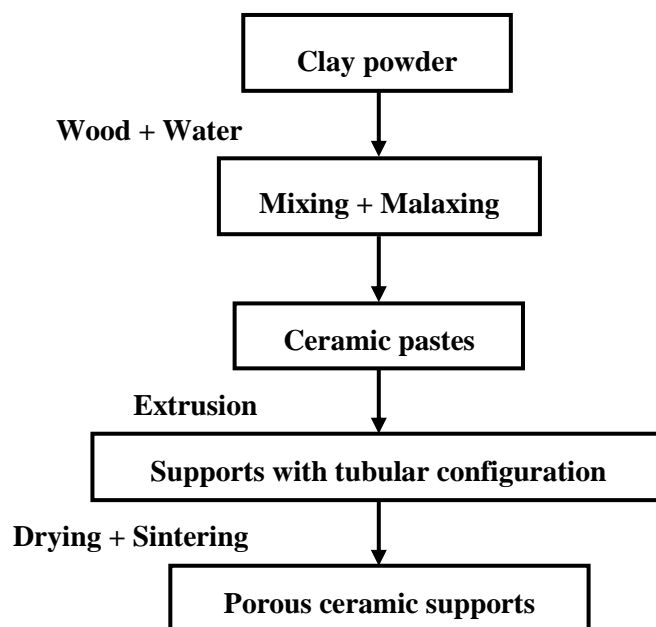 Clay powder
Wood + Water
Mixing + Malaxing
Ceramic pastes
Extrusion
Supports with tubular configuration
Drying + Sintering
Porous ceramic supports